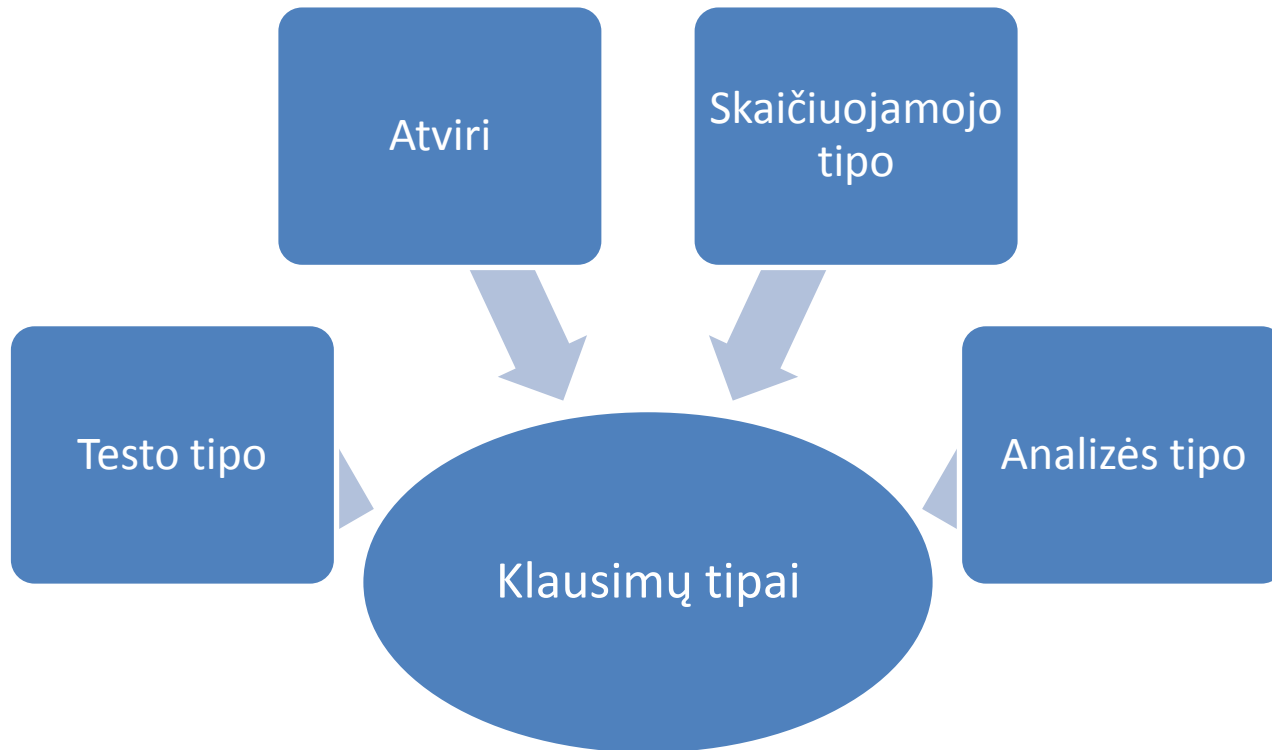 Atviri
Skaičiuojamojo
tipo
Testo tipo
Analizės tipo
Klausimų tipai